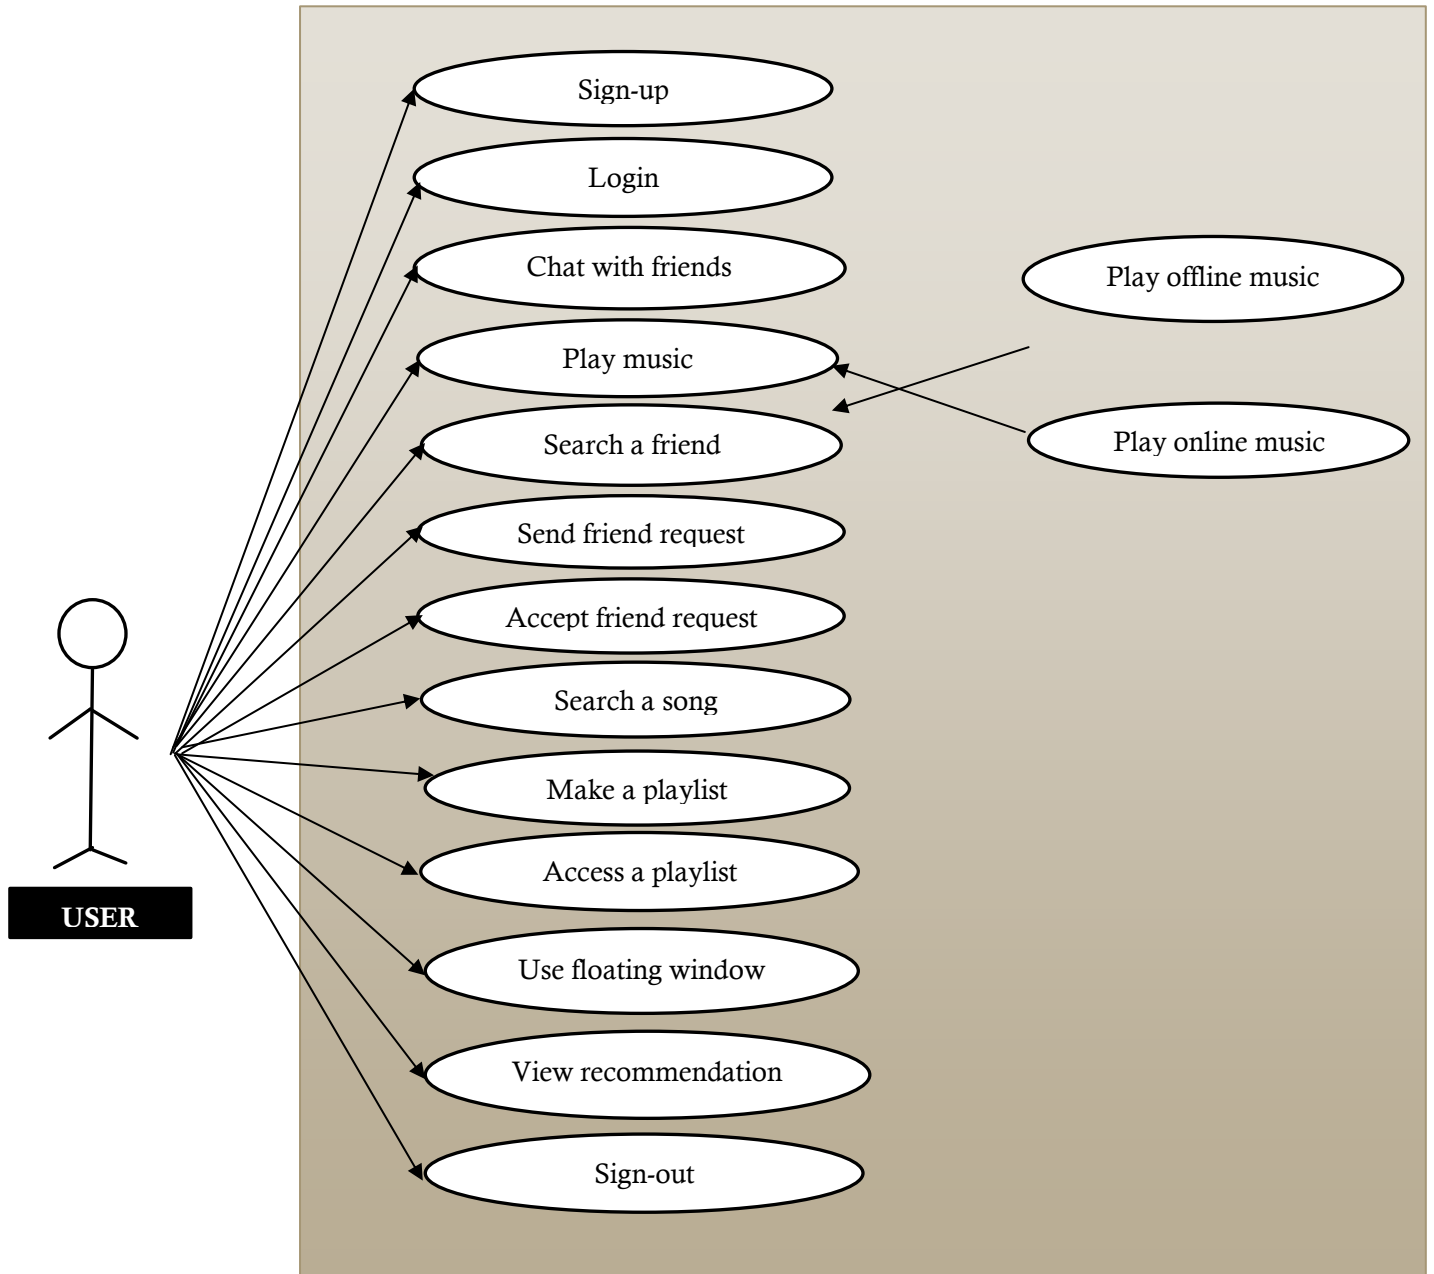 Sign-up
Login
Chat with friends
Play music
Search a friend
Send friend request
Accept friend request
Search a song
Make a playlist
Access a playlist
Use floating window
View recommendation
Sign-out
Play offline music
Play online music
USER